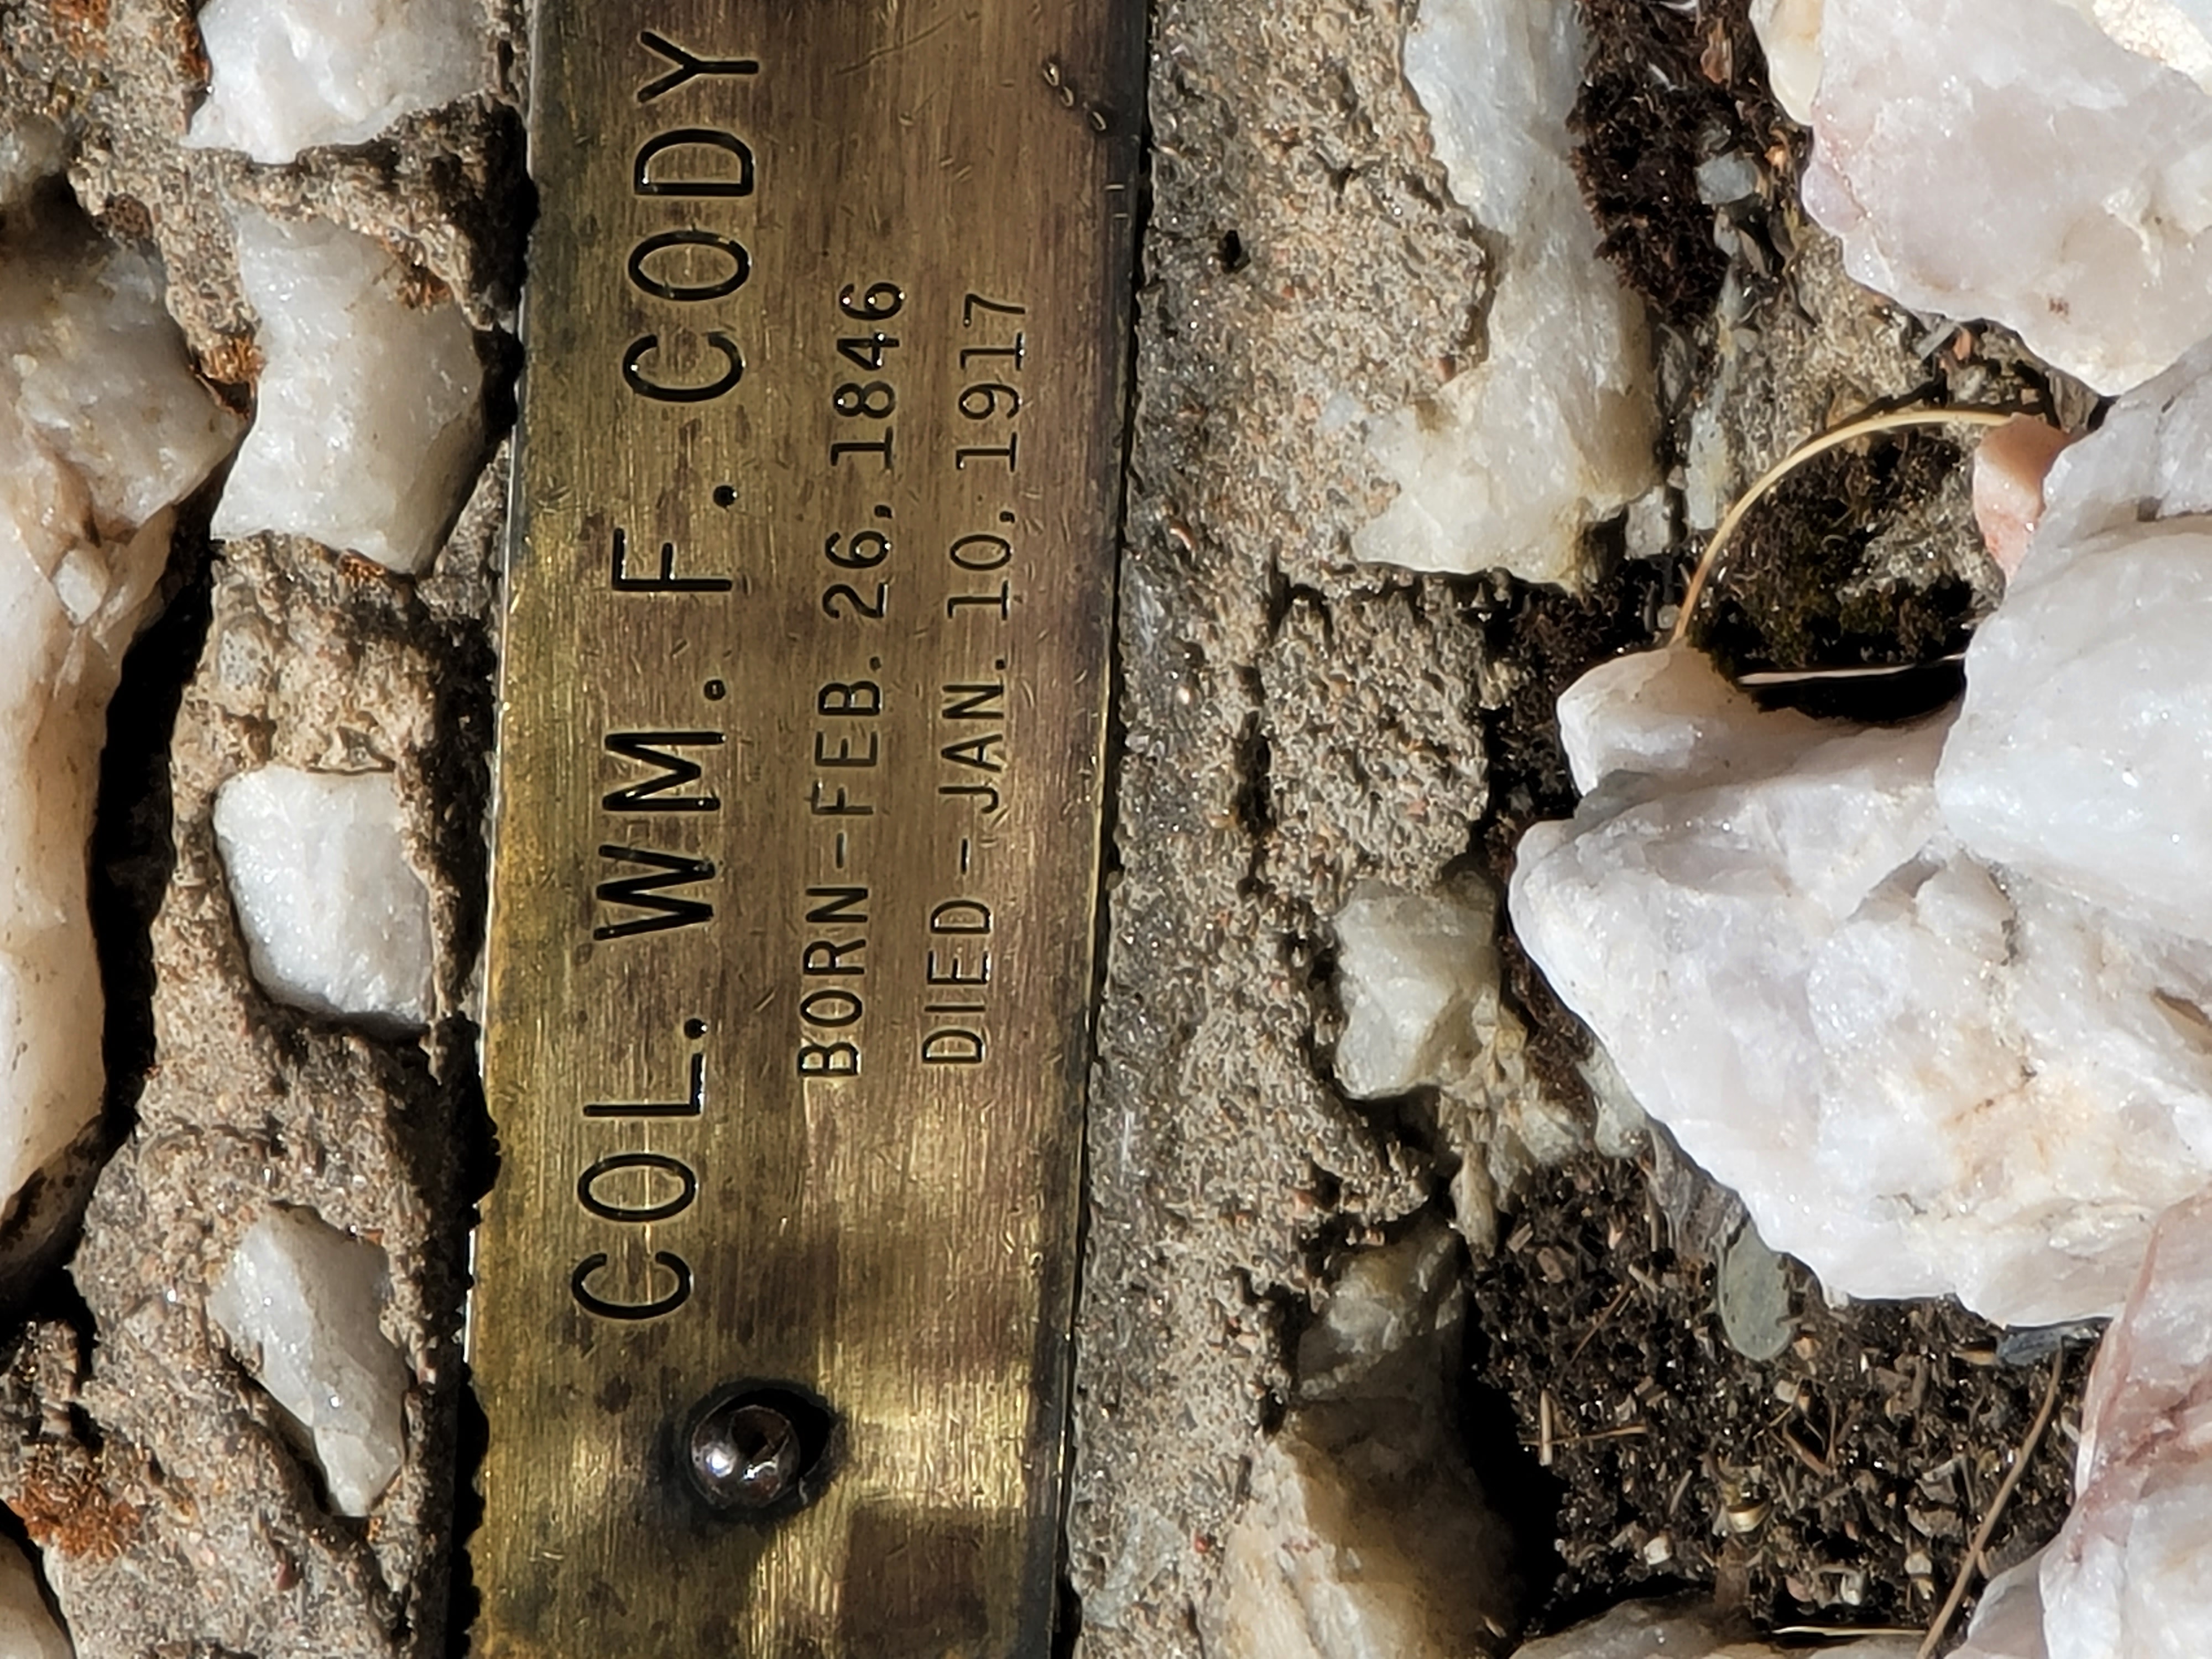 COL. WM. F. CODY
BORN-FEB. 26, 1846
DIED-JAN. 10, 1917